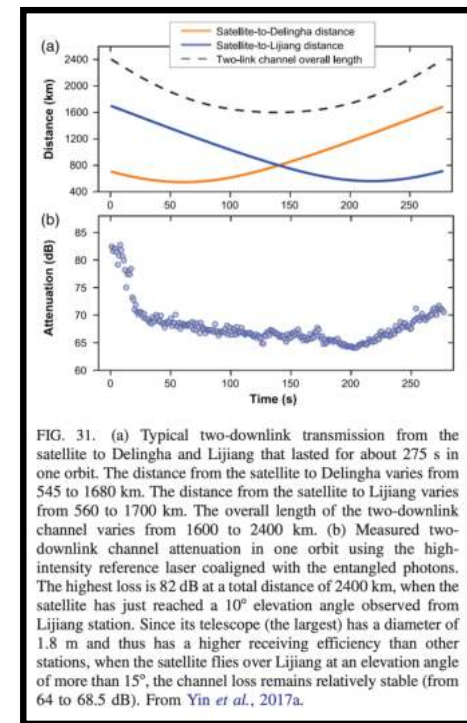 (a)
Satellite-to-Delingha distance
Satellite-to-Lijiang distance
Two-link channel overall length
2400
2000
1600
1200
800
400
Distance (km)
0 50 100 150 200 250
(b)
85
80
75
70
65
60
Attenuation (dB)
0 50 100 150 200 250
Time (s)
FIG. 31. (a) Typical two-downlink transmission from the
satellite to Delingha and Lijiang that lasted for about 275 s in
one orbit. The distance from the satellite to Delingha varies from
545 to 1680 km. The distance from the satellite to Lijiang varies
from 560 to 1700 km. The overall length of the two-downlink
channel varies from 1600 to 2400 km. (b) Measured two-
downlink channel attenuation in one orbit using the high-
intensity reference laser coaligned with the entangled photons.
The highest loss is 82 dB at a total distance of 2400 km, when the
satellite has just reached a 10° elevation angle observed from
Lijiang station. Since its telescope (the largest) has a diameter of
1.8 m and thus has a higher receiving efficiency than other
stations, when the satellite flies over Lijiang at an elevation angle
of more than 15°, the channel loss remains relatively stable (from
64 to 68.5 dB). From Yin et al., 2017a.